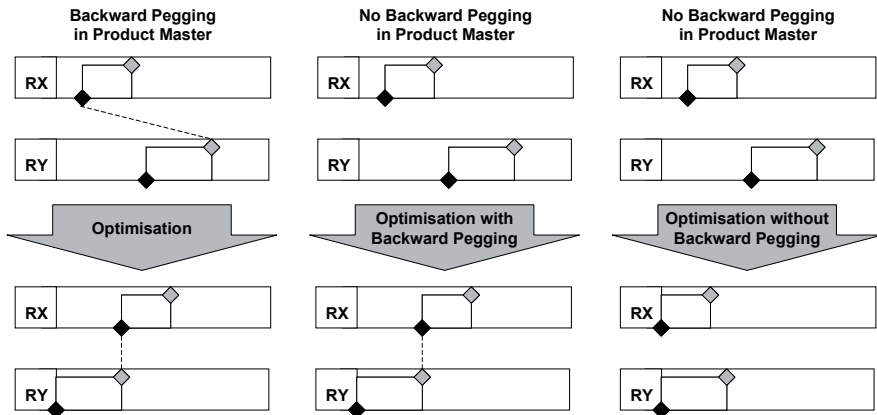 Backward Pegging
in Product Master
No Backward Pegging
in Product Master
No Backward Pegging
in Product Master
RX
RX
RX
RY
RY
RY
Optimisation
Optimisation with
Backward Pegging
Optimisation without
Backward Pegging
RX
RX
RX
RY
RY
RY